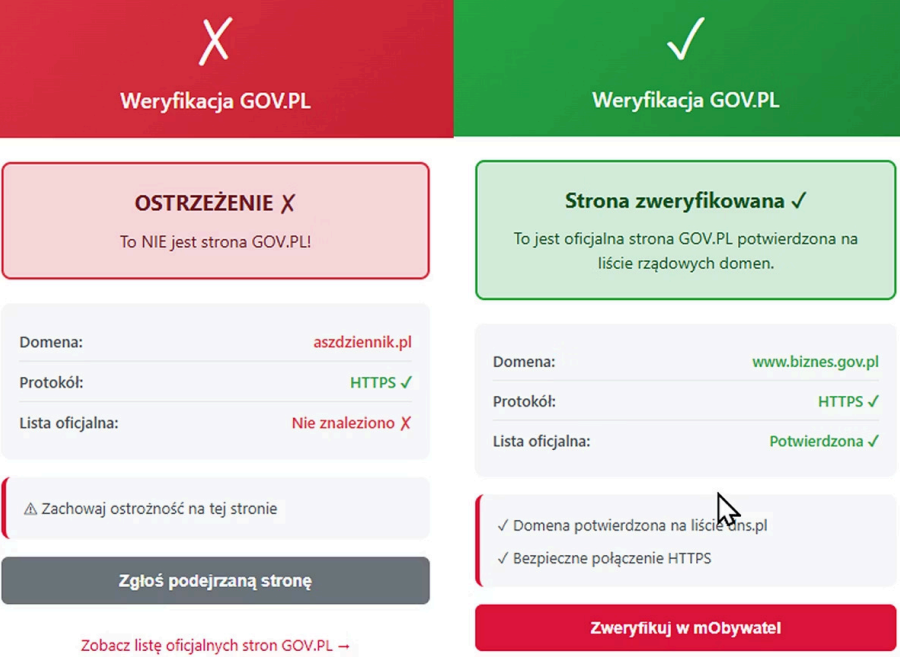 ✗
Weryfikacja GOV.PL
OSTRZEŻENIE ✗
To NIE jest strona GOV.PL!
Domena: aszdziennik.pl
Protokół: HTTPS ✓
Lista oficjalna: Nie znaleziono ✗
⚠ Zachowaj ostrożność na tej stronie
Zgłoś podejrzaną stronę
Zobacz listę oficjalnych stron GOV.PL →
✓
Weryfikacja GOV.PL
Strona zweryfikowana ✓
To jest oficjalna strona GOV.PL potwierdzona na
liście rządowych domen.
Domena: www.biznes.gov.pl
Protokół: HTTPS ✓
Lista oficjalna: Potwierdzona ✓
✓ Domena potwierdzona na liście dns.pl
✓ Bezpieczne połączenie HTTPS
Zweryfikuj w mObywatel